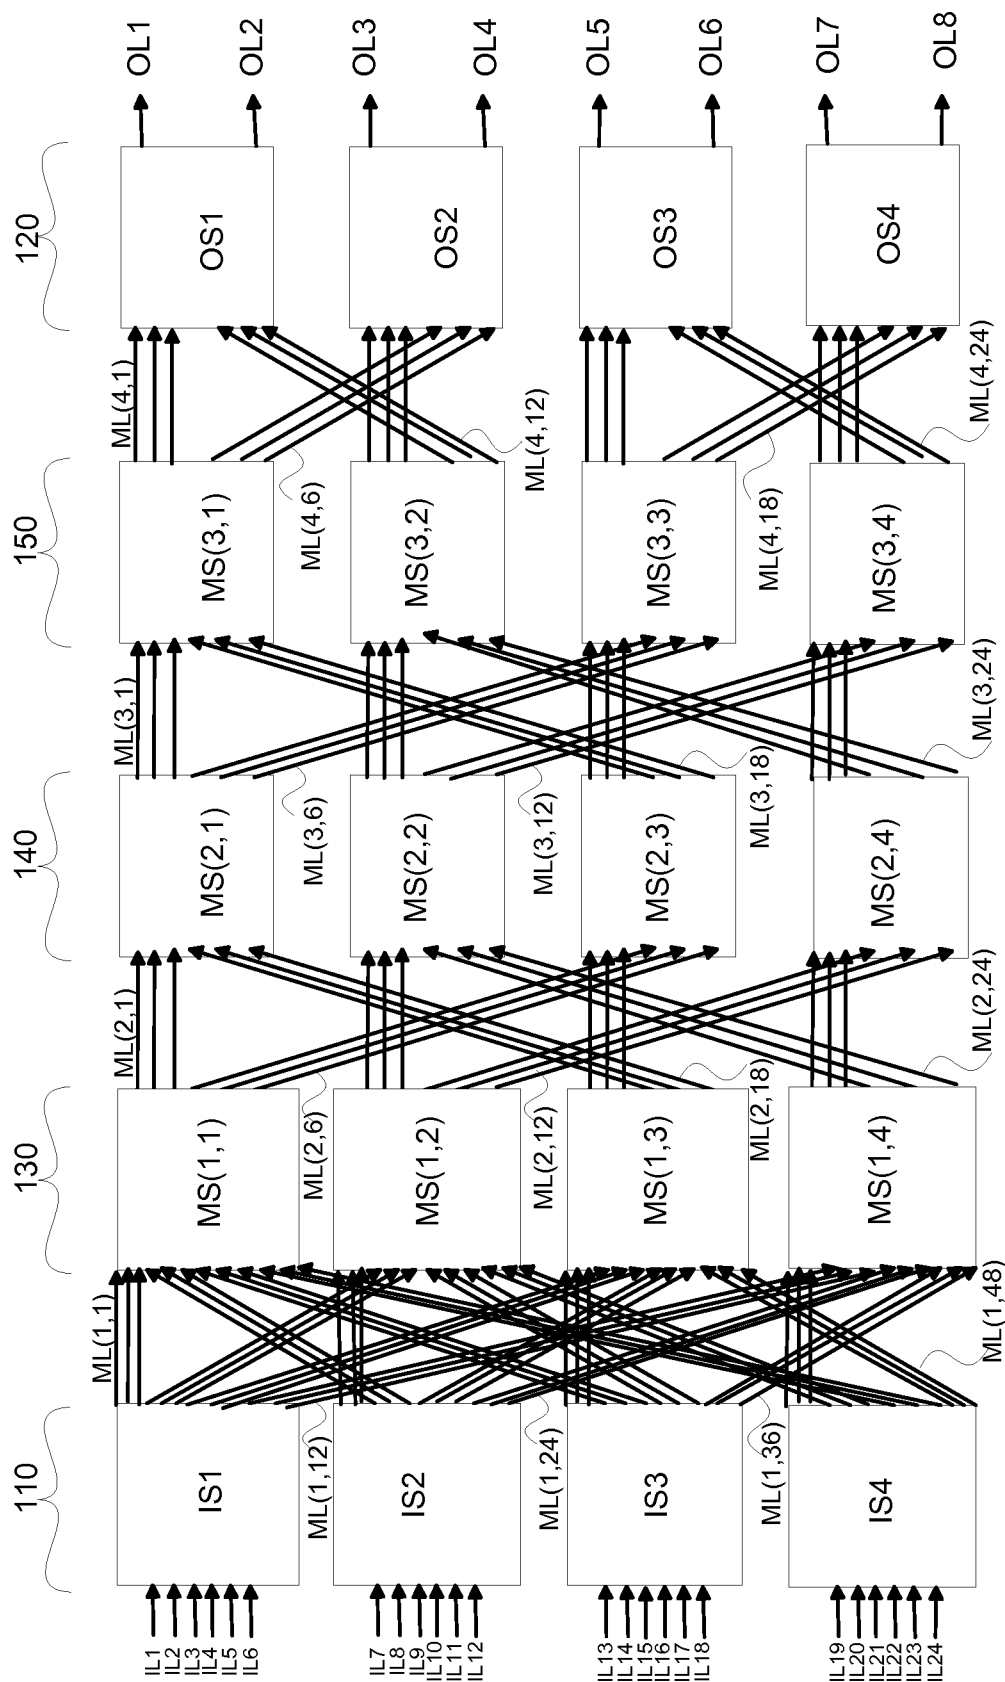 110
130
140
150
120
IL1
IL2
IL3
IL4
IL5
IL6
IS1
ML(1,1)
ML(1,12)
MS(1,1)
ML(2,1)
ML(2,6)
MS(2,1)
ML(3,1)
ML(3,6)
MS(3,1)
ML(4,1)
ML(4,6)
OS1
OL1
OL2
IL7
IL8
IL9
IL10
IL11
IL12
IS2
ML(1,24)
MS(1,2)
ML(2,12)
MS(2,2)
ML(3,12)
MS(3,2)
ML(4,12)
OS2
OL3
OL4
IL13
IL14
IL15
IL16
IL17
IL18
IS3
ML(1,36)
MS(1,3)
ML(2,18)
MS(2,3)
ML(3,18)
MS(3,3)
ML(4,18)
OS3
OL5
OL6
IL19
IL20
IL21
IL22
IL23
IL24
IS4
ML(1,48)
MS(1,4)
ML(2,24)
MS(2,4)
ML(3,24)
MS(3,4)
ML(4,24)
OS4
OL7
OL8